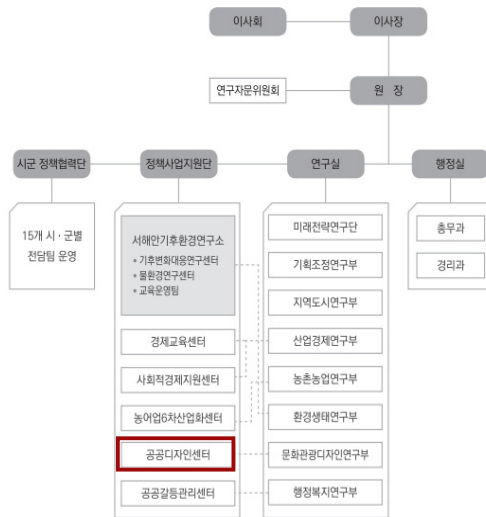 이사회
이사장
연구자문위원회
원 장
시군 정책협력단
정책사업지원단
연구실
행정실
15개 시 · 군별
전담팀 운영
서해안기후환경연구소
* 기후변화대응연구센터
* 물환경연구센터
* 교육운영팀
경제교육센터
사회적경제지원센터
농어업6차산업화센터
공공디자인센터
공공갈등관리센터
미래전략연구단
기획조정연구부
지역도시연구부
산업경제연구부
농촌농업연구부
환경생태연구부
문화관광디자인연구부
행정복지연구부
총무과
경리과